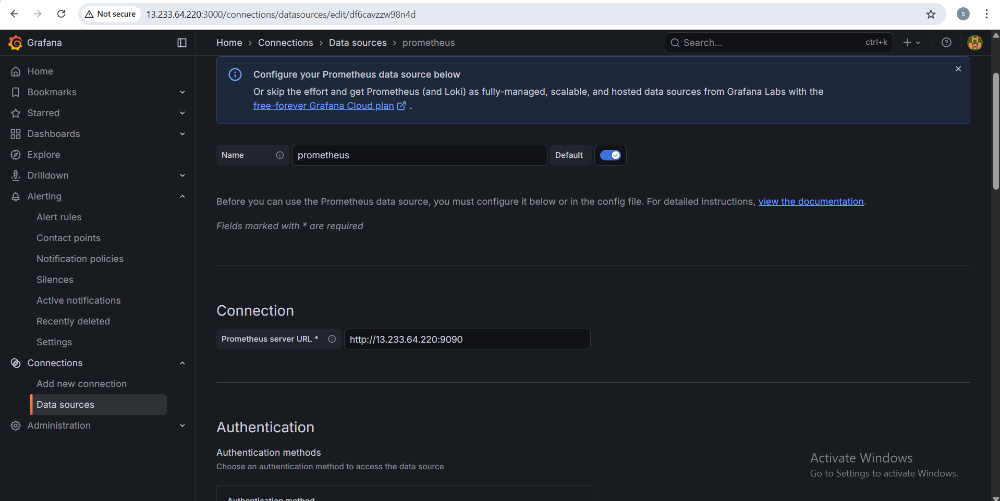 Not secure
13.233.64.220:3000/connections/datasources/edit/df6cavzzw98n4d
S
Grafana
Home › Connections › Data sources › prometheus
Search...
ctrl+k
Home
Bookmarks
Starred
Dashboards
Explore
Drilldown
Alerting
Alert rules
Contact points
Notification policies
Silences
Active notifications
Recently deleted
Settings
Connections
Add new connection
Data sources
Administration
Configure your Prometheus data source below
Or skip the effort and get Prometheus (and Loki) as fully-managed, scalable, and hosted data sources from Grafana Labs with the
free-forever Grafana Cloud plan .
Name
prometheus
Default
Before you can use the Prometheus data source, you must configure it below or in the config file. For detailed instructions, view the documentation.
Fields marked with * are required
Connection
Prometheus server URL *
http://13.233.64.220:9090
Authentication
Authentication methods
Choose an authentication method to access the data source
Authentication method
Activate Windows
Go to Settings to activate Windows.